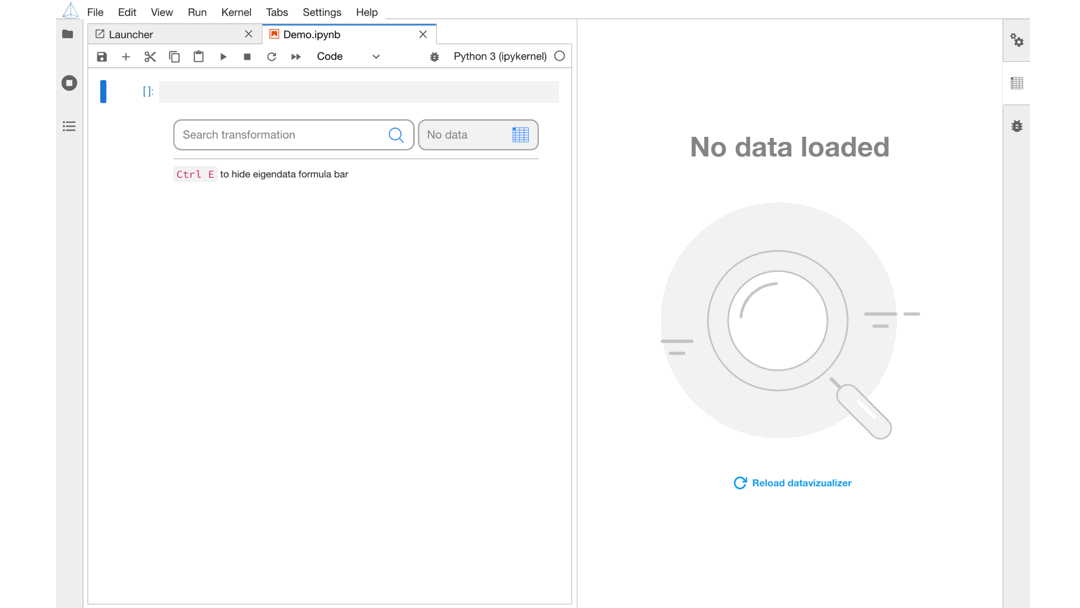 File Edit View Run Kernel Tabs Settings Help
Launcher
Demo.ipynb
Code
Python 3 (ipykernel)
[]:
Search transformation
No data
Ctrl E to hide eigendata formula bar
No data loaded
Reload datavizualizer